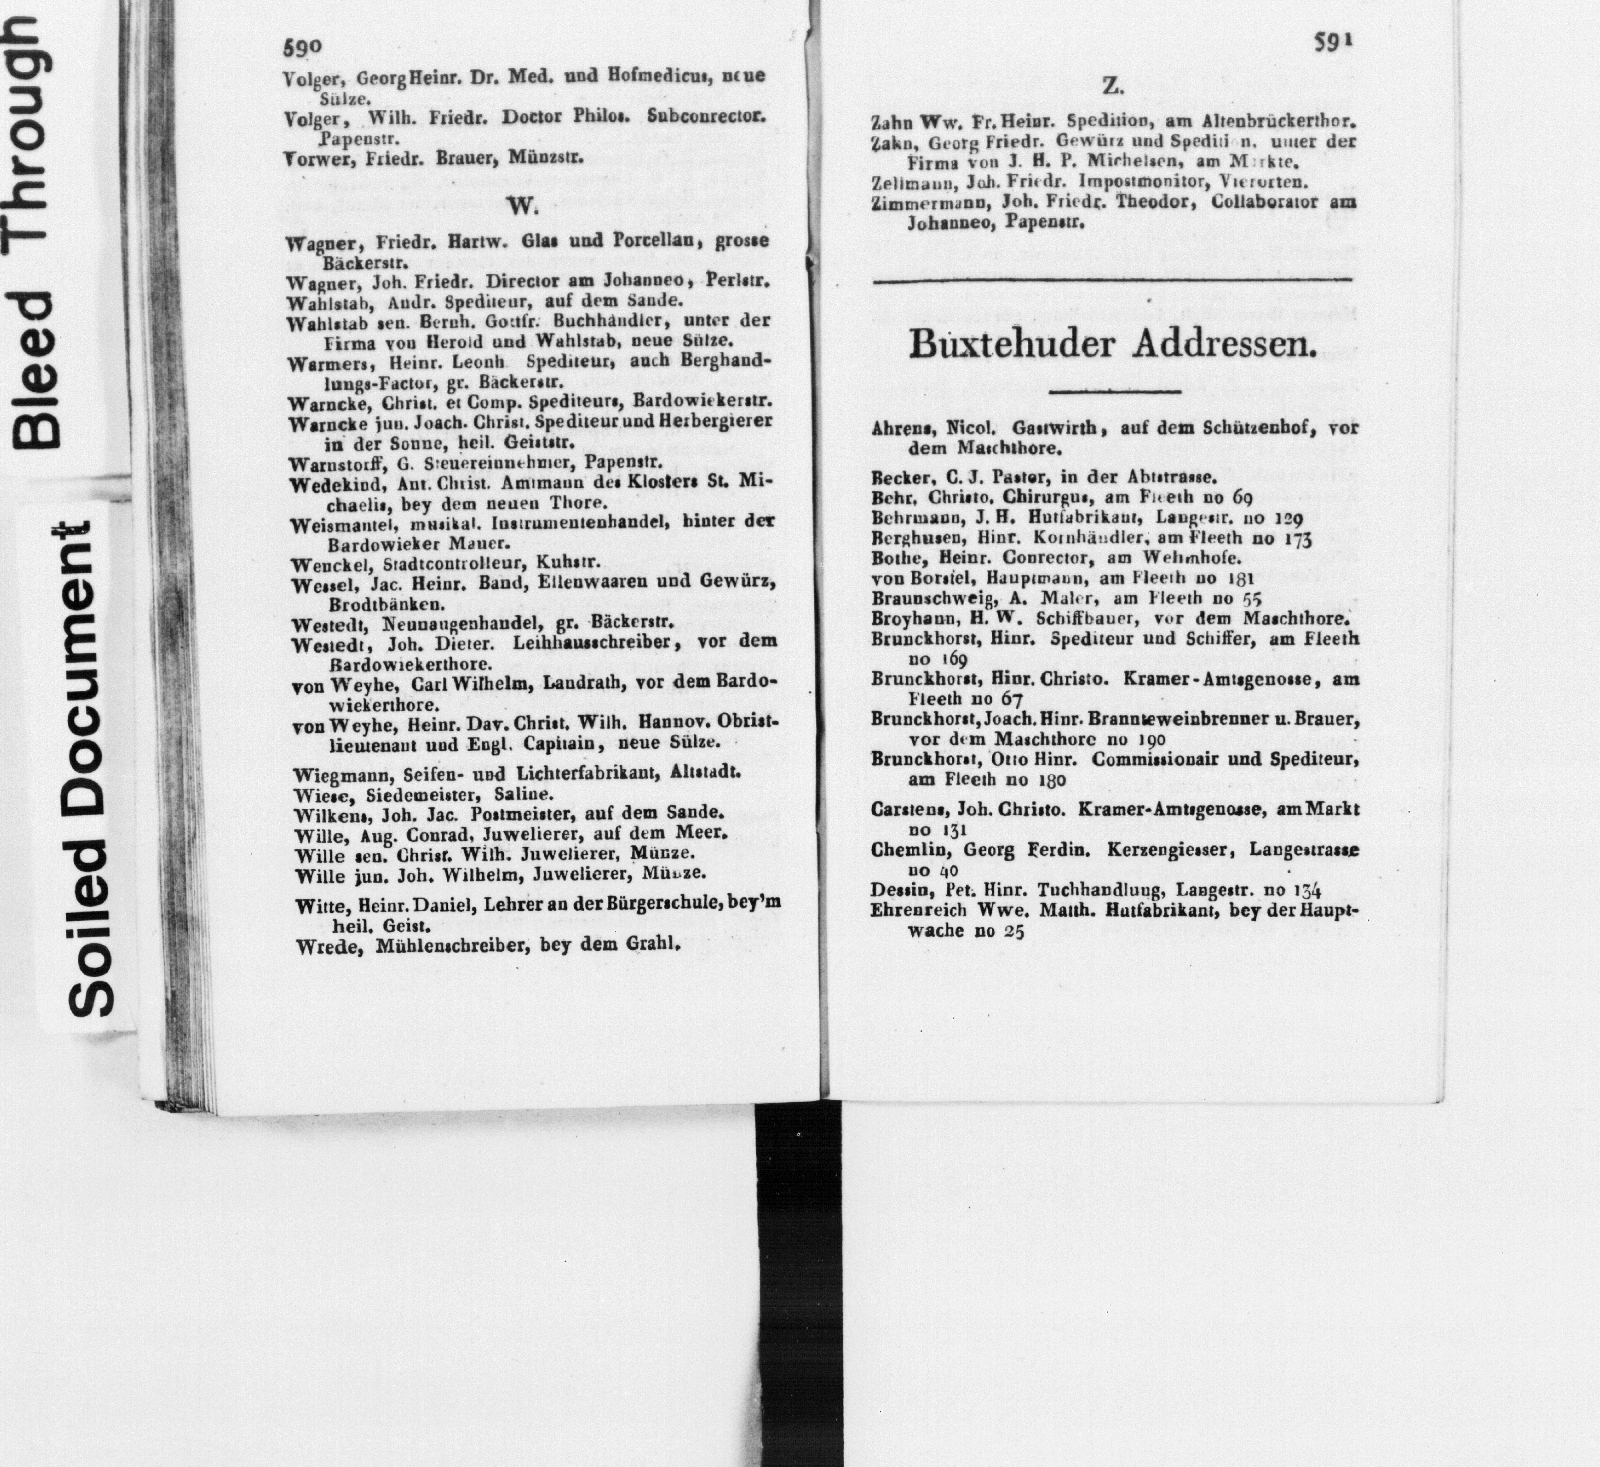 Bleed Through
Soiled Document
590
Volger, Georg Heinr. Dr. Med. und Hofmedicus, neue
Sülze.
Volger, Wilh. Friedr. Doctor Philos. Subconrector.
Papenstr.
Vorwer, Friedr. Brauer, Münzstr.
W.
Wagner, Friedr. Hartw. Glas und Porcellan, grosse
Bäckerstr.
Wagner, Joh. Friedr. Director am Johanneo, Perlstr.
Wahlstab, Andr. Spediteur, auf dem Sande.
Wahlstab sen. Bernh. Gottfr. Buchhändler, unter der
Firma von Herold und Wahlstab, neue Sülze.
Warmers, Heinr. Leonh. Spediteur, auch Berghand-
lungs-Factor, gr. Bäckerstr.
Warncke, Christ. et Comp. Spediteurs, Bardowiekerstr.
Warncke jun. Joach. Christ. Spediteur und Herbergierer
in der Sonne, heil. Geiststr.
Warnstorff, G. Steuereinnehmer, Papenstr.
Wedekind, Ant. Christ. Amtmann des Klosters St. Mi-
chaelis, bey dem neuen Thore.
Weismantel, musikal. Instrumentenhandel, hinter der
Bardowieker Mauer.
Wenckel, Stadtcontrolleur, Kuhstr.
Wessel, Jac. Heinr. Band, Ellenwaaren und Gewürz,
Brodtbänken.
Westedt, Neunaugenhandel, gr. Bäckerstr.
Westedt, Joh. Dieter. Leihhausschreiber, vor dem
Bardowiekerthore.
von Weyhe, Carl Wilhelm, Landrath, vor dem Bardo-
wiekerthore.
von Weyhe, Heinr. Dav. Christ. Wilh. Hannov. Obrist-
lieutenant und Engl. Capitain, neue Sülze.
Wiegmann, Seifen- und Lichterfabrikant, Altstadt.
Wiese, Siedemeister, Saline.
Wilkens, Joh. Jac. Postmeister, auf dem Sande.
Wille, Aug. Conrad, Juwelierer, auf dem Meer.
Wille sen. Christ. Wilh. Juwelierer, Münze.
Wille jun. Joh. Wilhelm, Juwelierer, Münze.
Witte, Heinr. Daniel, Lehrer an der Bürgerschule, bey'm
heil. Geist.
Wrede, Mühlenschreiber, bey dem Grahl.
591
Z.
Zahn Ww. Fr. Heinr. Spedition, am Altenbrückerthor.
Zahn, Georg Friedr. Gewürz und Spedition, unter der
Firma von J. H. P. Michelsen, am Markte.
Zellmann, Joh. Friedr. Impostmonitor, Vierorten.
Zimmermann, Joh. Friedr. Theodor, Collaborator am
Johanneo, Papenstr.
Buxtehuder Addressen.
Ahrens, Nicol. Gastwirth, auf dem Schützenhof, vor
dem Maschthore.
Becker, C. J. Pastor, in der Abtstrasse.
Behr, Christo. Chirurgus, am Fleeth no 69
Behrmann, J. H. Hutfabrikant, Langestr. no 129
Berghusen, Hinr. Kornhändler, am Fleeth no 173
Bothe, Heinr. Conrector, am Wehmhofe.
von Borstel, Hauptmann, am Fleeth no 181
Braunschweig, A. Maler, am Fleeth no 55
Broyhann, H. W. Schiffbauer, vor dem Maschthore.
Brunckhorst, Hinr. Spediteur und Schiffer, am Fleeth
no 169
Brunckhorst, Hinr. Christo. Kramer-Amtsgenosse, am
Fleeth no 67
Brunckhorst, Joach. Hinr. Brannteweinbrenner u. Brauer,
vor dem Maschthore no 190
Brunckhorst, Otto Hinr. Commissionair und Spediteur,
am Fleeth no 180
Carstens, Joh. Christo. Kramer-Amtsgenosse, am Markt
no 131
Chemlin, Georg Ferdin. Kerzengiesser, Langestrasse
no 40
Dessin, Pet. Hinr. Tuchhandlung, Langestr. no 134
Ehrenreich Wwe. Matth. Hutfabrikant, bey der Haupt-
wache no 25